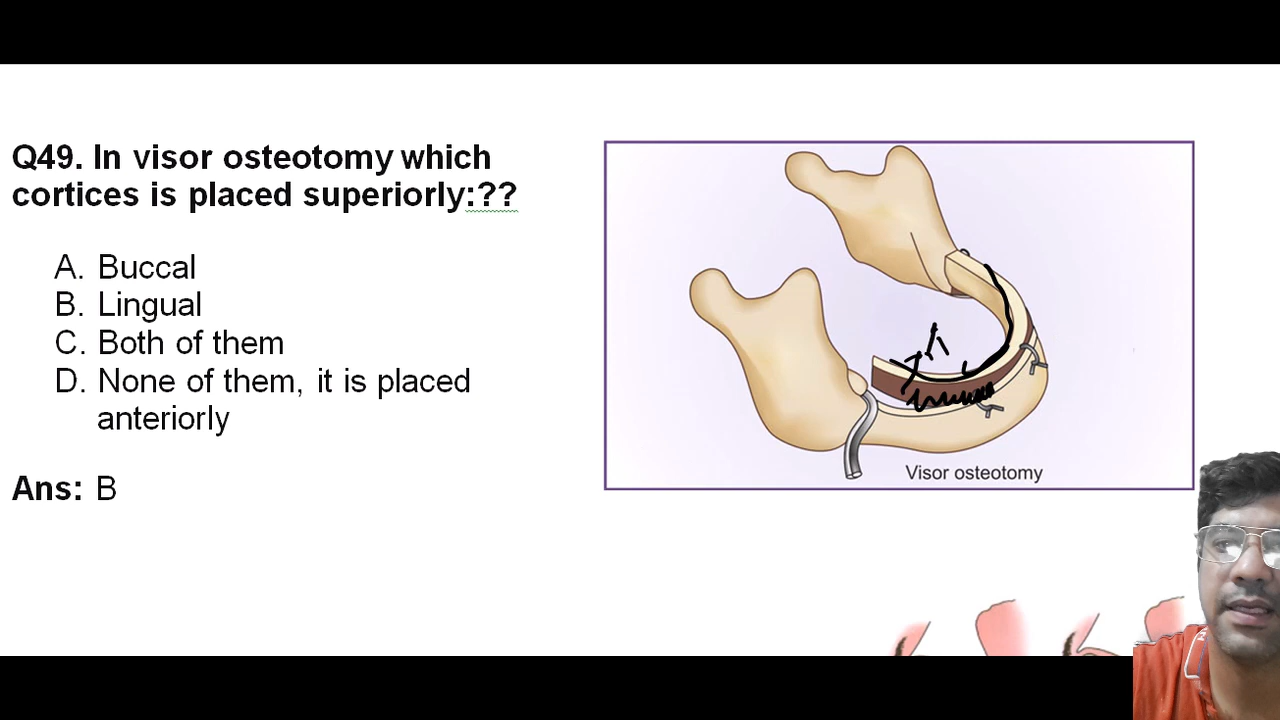 Q49. In visor osteotomy which
cortices is placed superiorly:??
A. Buccal
B. Lingual
C. Both of them
D. None of them, it is placed
anteriorly
Ans: B
Visor osteotomy